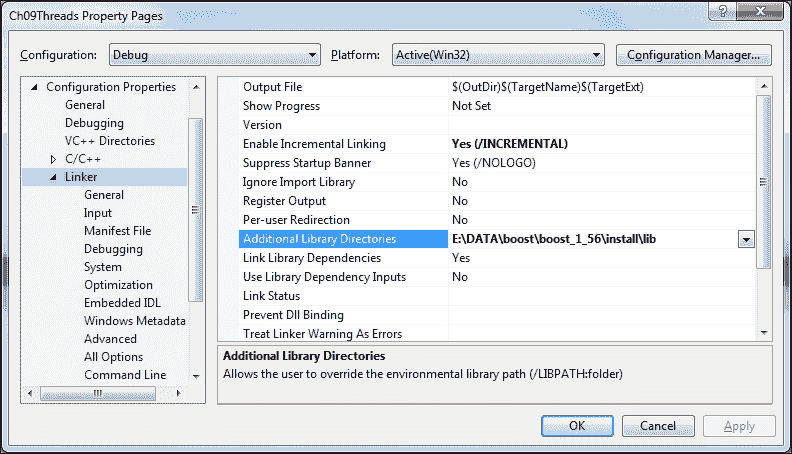 Ch09Threads Property Pages
Configuration: Debug Platform: Active(Win32) Configuration Manager...
Configuration Properties
General
Debugging
VC++ Directories
C/C++
Linker
General
Input
Manifest File
Debugging
System
Optimization
Embedded IDL
Windows Metadata
Advanced
All Options
Command Line
Output File $(OutDir)$(TargetName)$(TargetExt)
Show Progress Not Set
Version
Enable Incremental Linking Yes (/INCREMENTAL)
Suppress Startup Banner Yes (/NOLOGO)
Ignore Import Library No
Register Output No
Per-user Redirection No
Additional Library Directories E:\DATA\boost\boost_1_56\install\lib
Link Library Dependencies Yes
Use Library Dependency Inputs No
Link Status
Prevent Dll Binding
Treat Linker Warning As Errors
Additional Library Directories
Allows the user to override the environmental library path (/LIBPATH:folder)
OK Cancel Apply